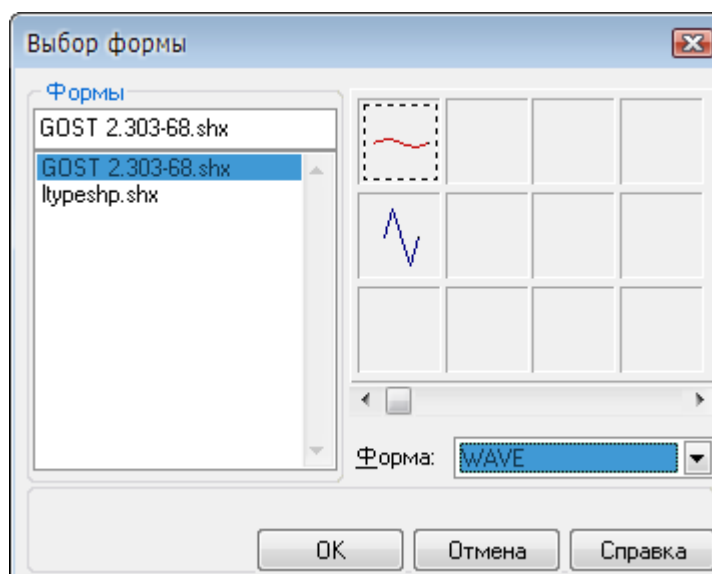 Выбор формы
Формы
GOST 2.303-68.shx
GOST 2.303-68.shx
ltypeshp.shx
Форма: WAVE
OK Отмена Справка